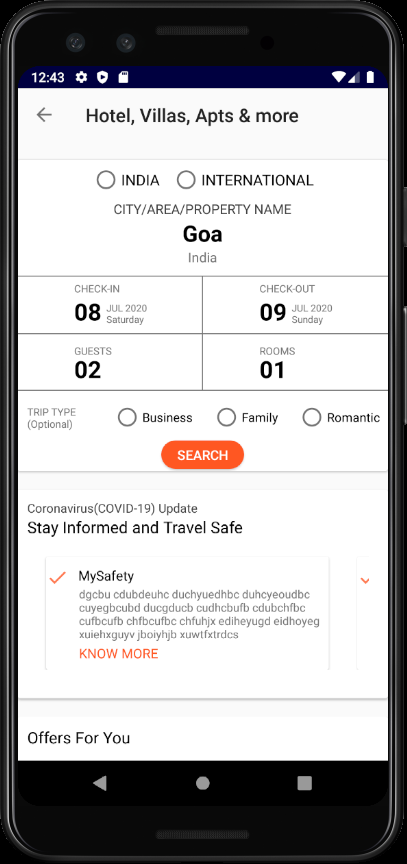 12:43
Hotel, Villas, Apts & more
INDIA INTERNATIONAL
CITY/AREA/PROPERTY NAME
Goa
India
CHECK-IN
08 JUL 2020
Saturday
CHECK-OUT
09 JUL 2020
Sunday
GUESTS
02
ROOMS
01
TRIP TYPE
(Optional)
Business Family Romantic
SEARCH
Coronavirus(COVID-19) Update
Stay Informed and Travel Safe
MySafety
dgcbu cdubdeuhc duchyuedhbc duhcyeoudbc
cuyegbcubd ducgducb cudhcbufb cdubchfbc
cufbcufb chfbcufbc chfuhjx ediheyugd eidhoyeg
xuiehxguyv jboiyhjb xuwtfxtrdcs
KNOW MORE
Offers For You